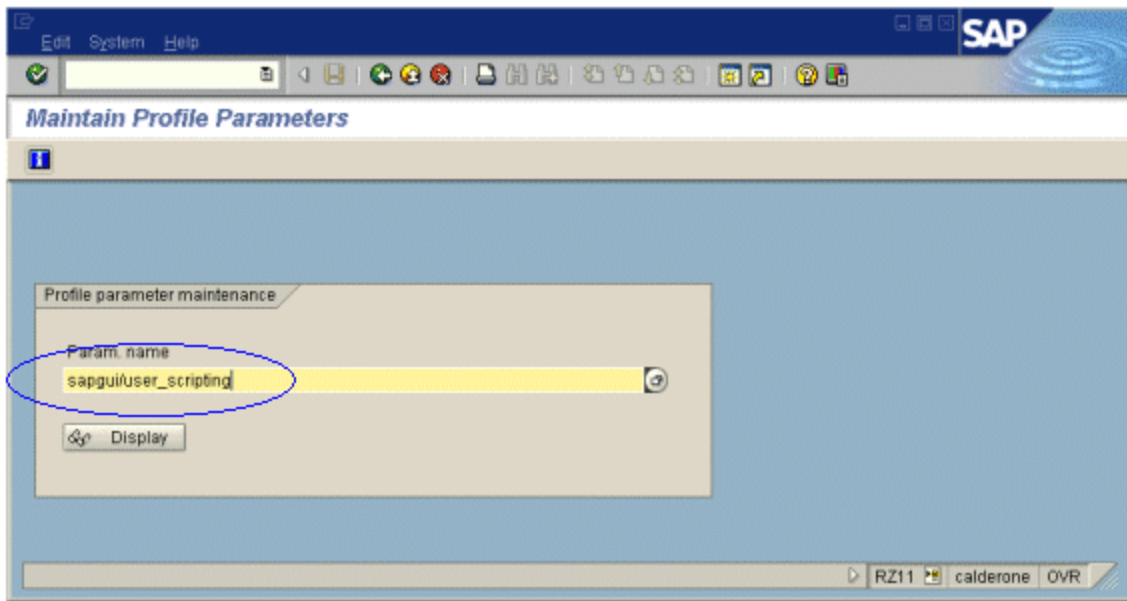 Edit System Help
SAP
Maintain Profile Parameters
Profile parameter maintenance
Param. name
sapgui/user_scripting
Display
RZ11 calderone OVR